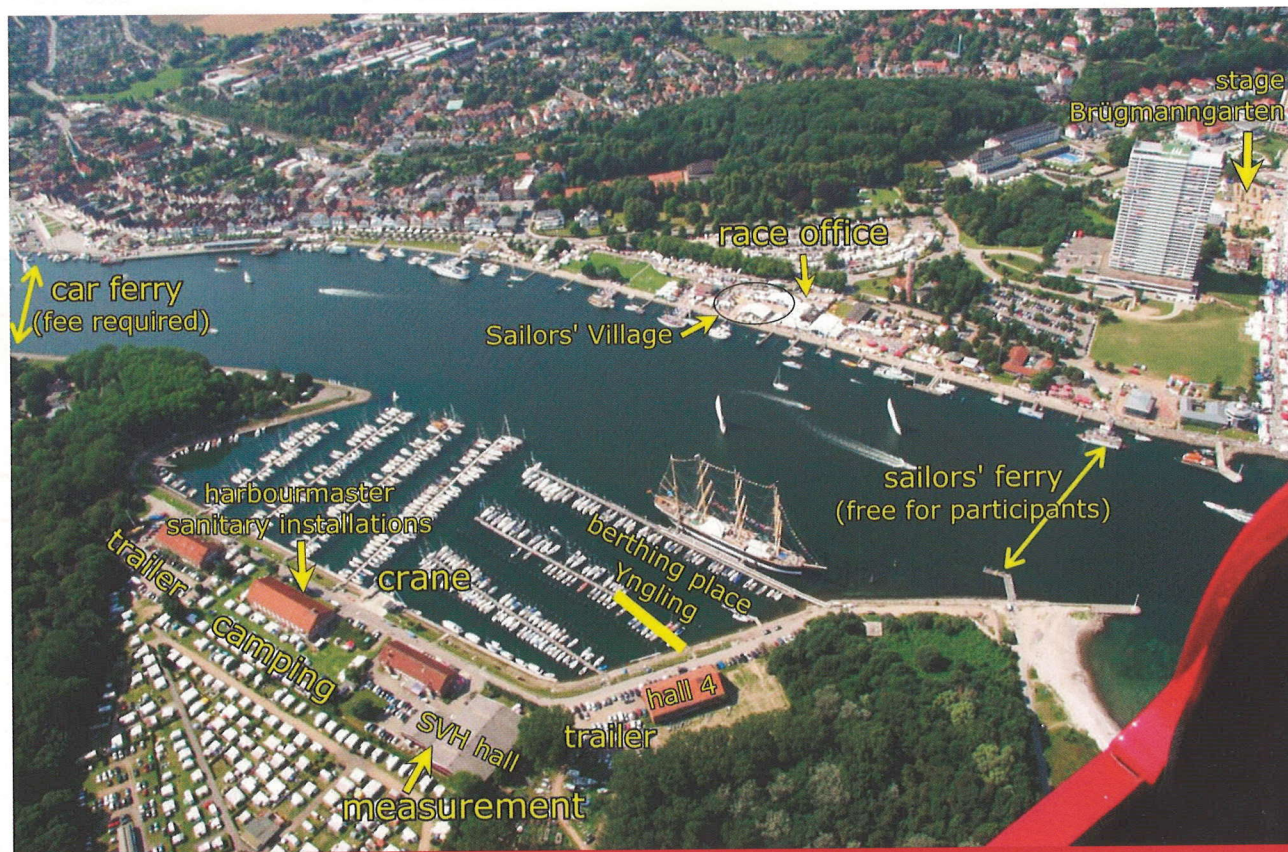 stage
Brügmanngarten
race office
car ferry
(fee required)
Sailors' Village
sailors' ferry
(free for participants)
harbourmaster
sanitary installations
trailer
crane
berthing place
Yngling
camping
hall 4
SVH hall
trailer
measurement